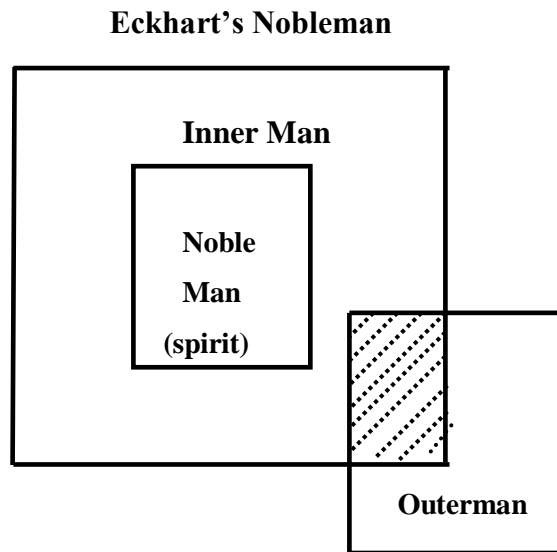 Eckhart’s Nobleman
Inner Man
Noble
Man
(spirit)
Outerman